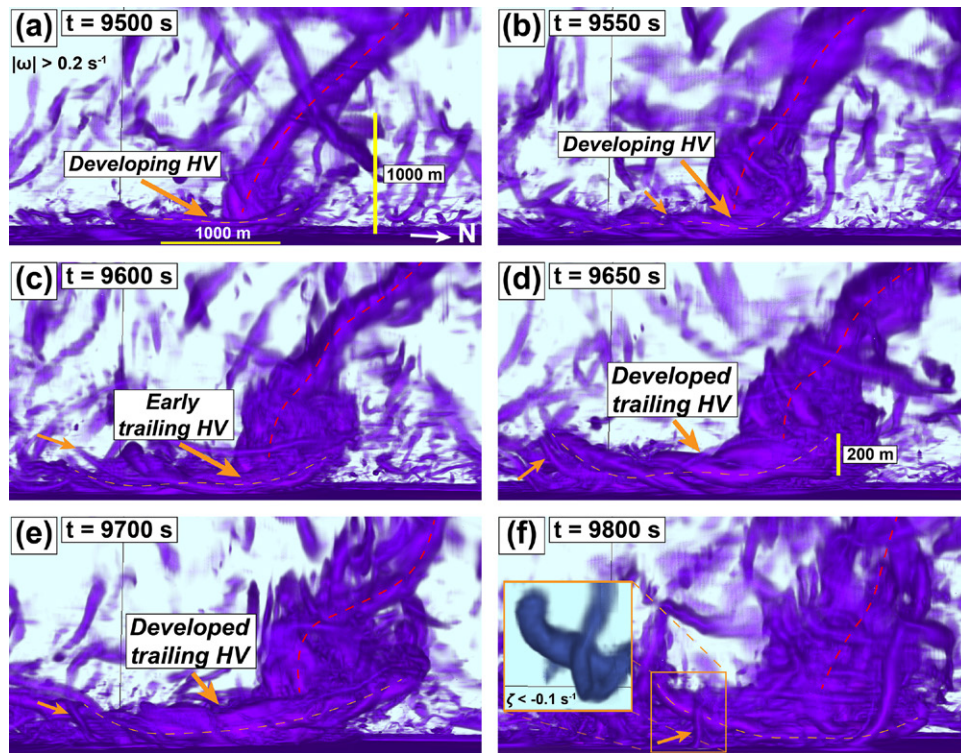 (a) t = 9500 s
|ω| > 0.2 s⁻¹
Developing HV
1000 m
1000 m
N
(b) t = 9550 s
Developing HV
(c) t = 9600 s
Early
trailing HV
(d) t = 9650 s
Developed
trailing HV
200 m
(e) t = 9700 s
Developed
trailing HV
(f) t = 9800 s
ζ < -0.1 s⁻¹